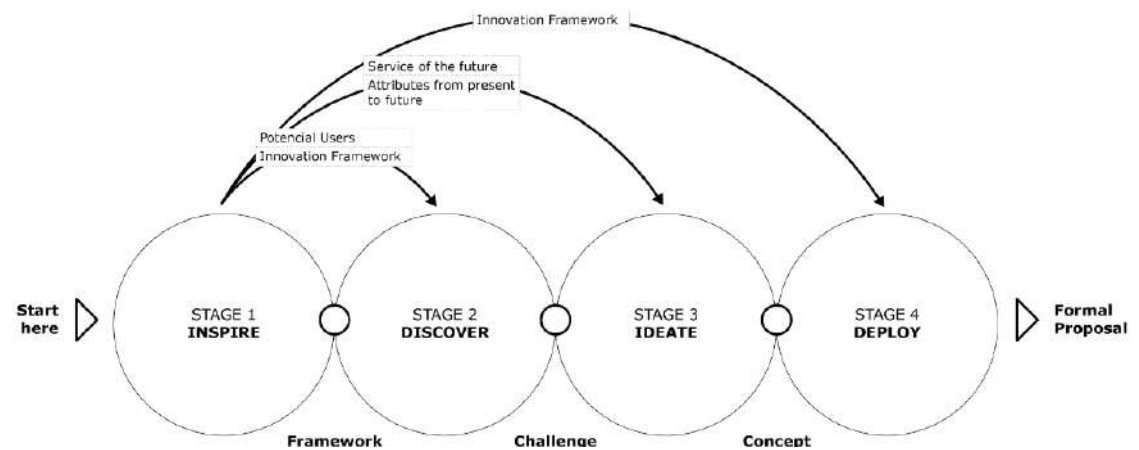 Innovation Framework
Service of the future
Attributes from present
to future
Potencial Users
Innovation Framework
Start
here
STAGE 1
INSPIRE
STAGE 2
DISCOVER
STAGE 3
IDEATE
STAGE 4
DEPLOY
Formal
Proposal
Framework
Challenge
Concept